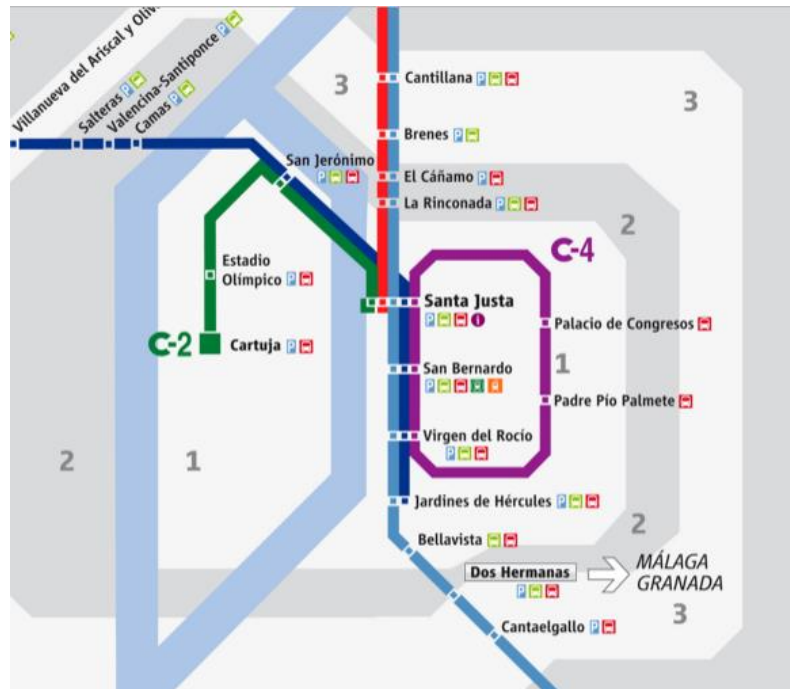 Villanueva del Ariscal y Oliv
Salteras P
Valencina-Santiponce P
Camas P
3
Cantillana P
3
Brenes P
San Jerónimo
P
El Cáñamo P
La Rinconada P
2
C-4
Estadio
Olímpico P
Santa Justa
P i
Palacio de Congresos
C-2 Cartuja P
San Bernardo
P
1
Padre Pío Palmete
Virgen del Rocío
P
2
1
Jardines de Hércules P
2
Bellavista
Dos Hermanas
P
MÁLAGA
GRANADA
3
Cantaelgallo P